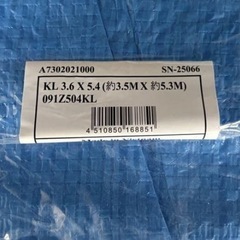 A7302021000 SN-25066
KL 3.6 X 5.4 (約3.5M X 約5.3M)
091Z504KL
4 510850 168851